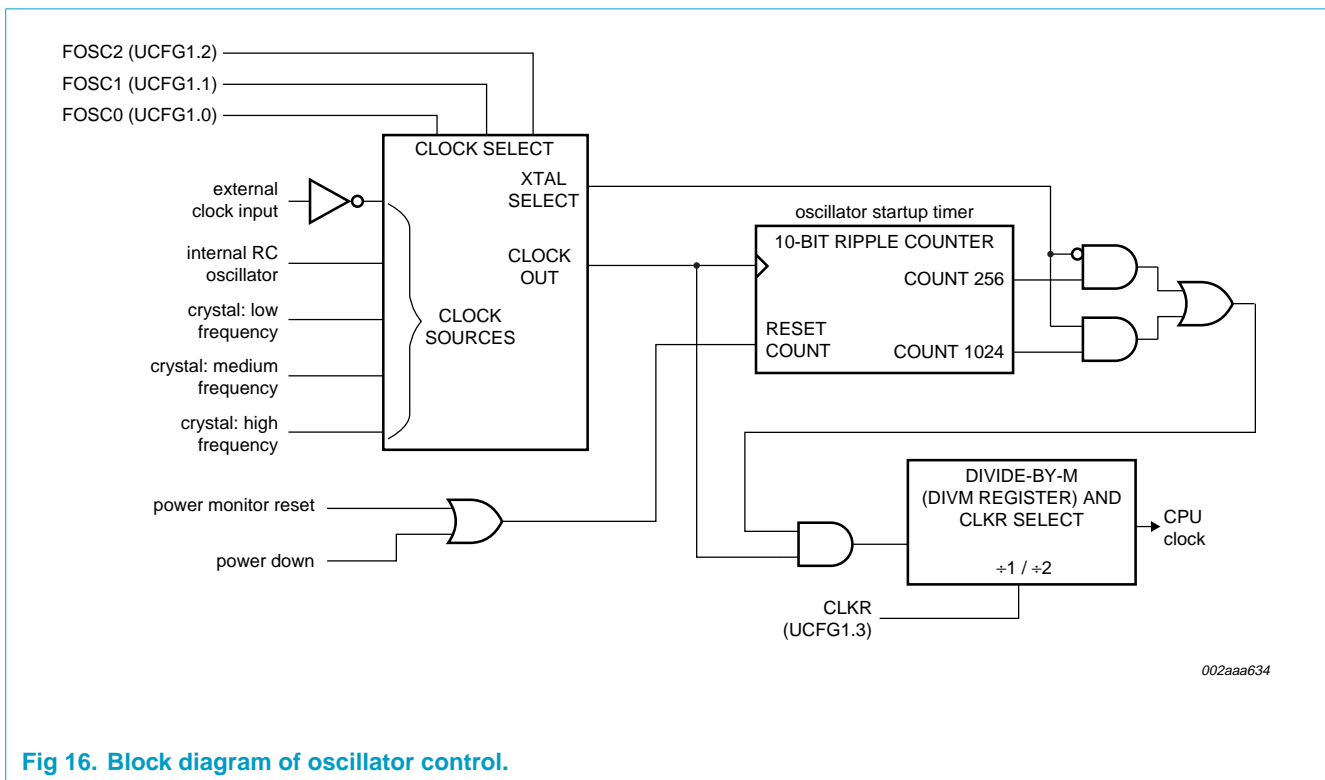 FOSC2 (UCFG1.2)
FOSC1 (UCFG1.1)
FOSC0 (UCFG1.0)
CLOCK SELECT
external
clock input
XTAL
SELECT
internal RC
oscillator
CLOCK
OUT
crystal: low
frequency
CLOCK
SOURCES
crystal: medium
frequency
crystal: high
frequency
oscillator startup timer
10-BIT RIPPLE COUNTER
COUNT 256
RESET
COUNT
COUNT 1024
power monitor reset
power down
DIVIDE-BY-M
(DIVM REGISTER) AND
CLKR SELECT
÷1 / ÷2
CPU
clock
CLKR
(UCFG1.3)
002aaa634
Fig 16. Block diagram of oscillator control.